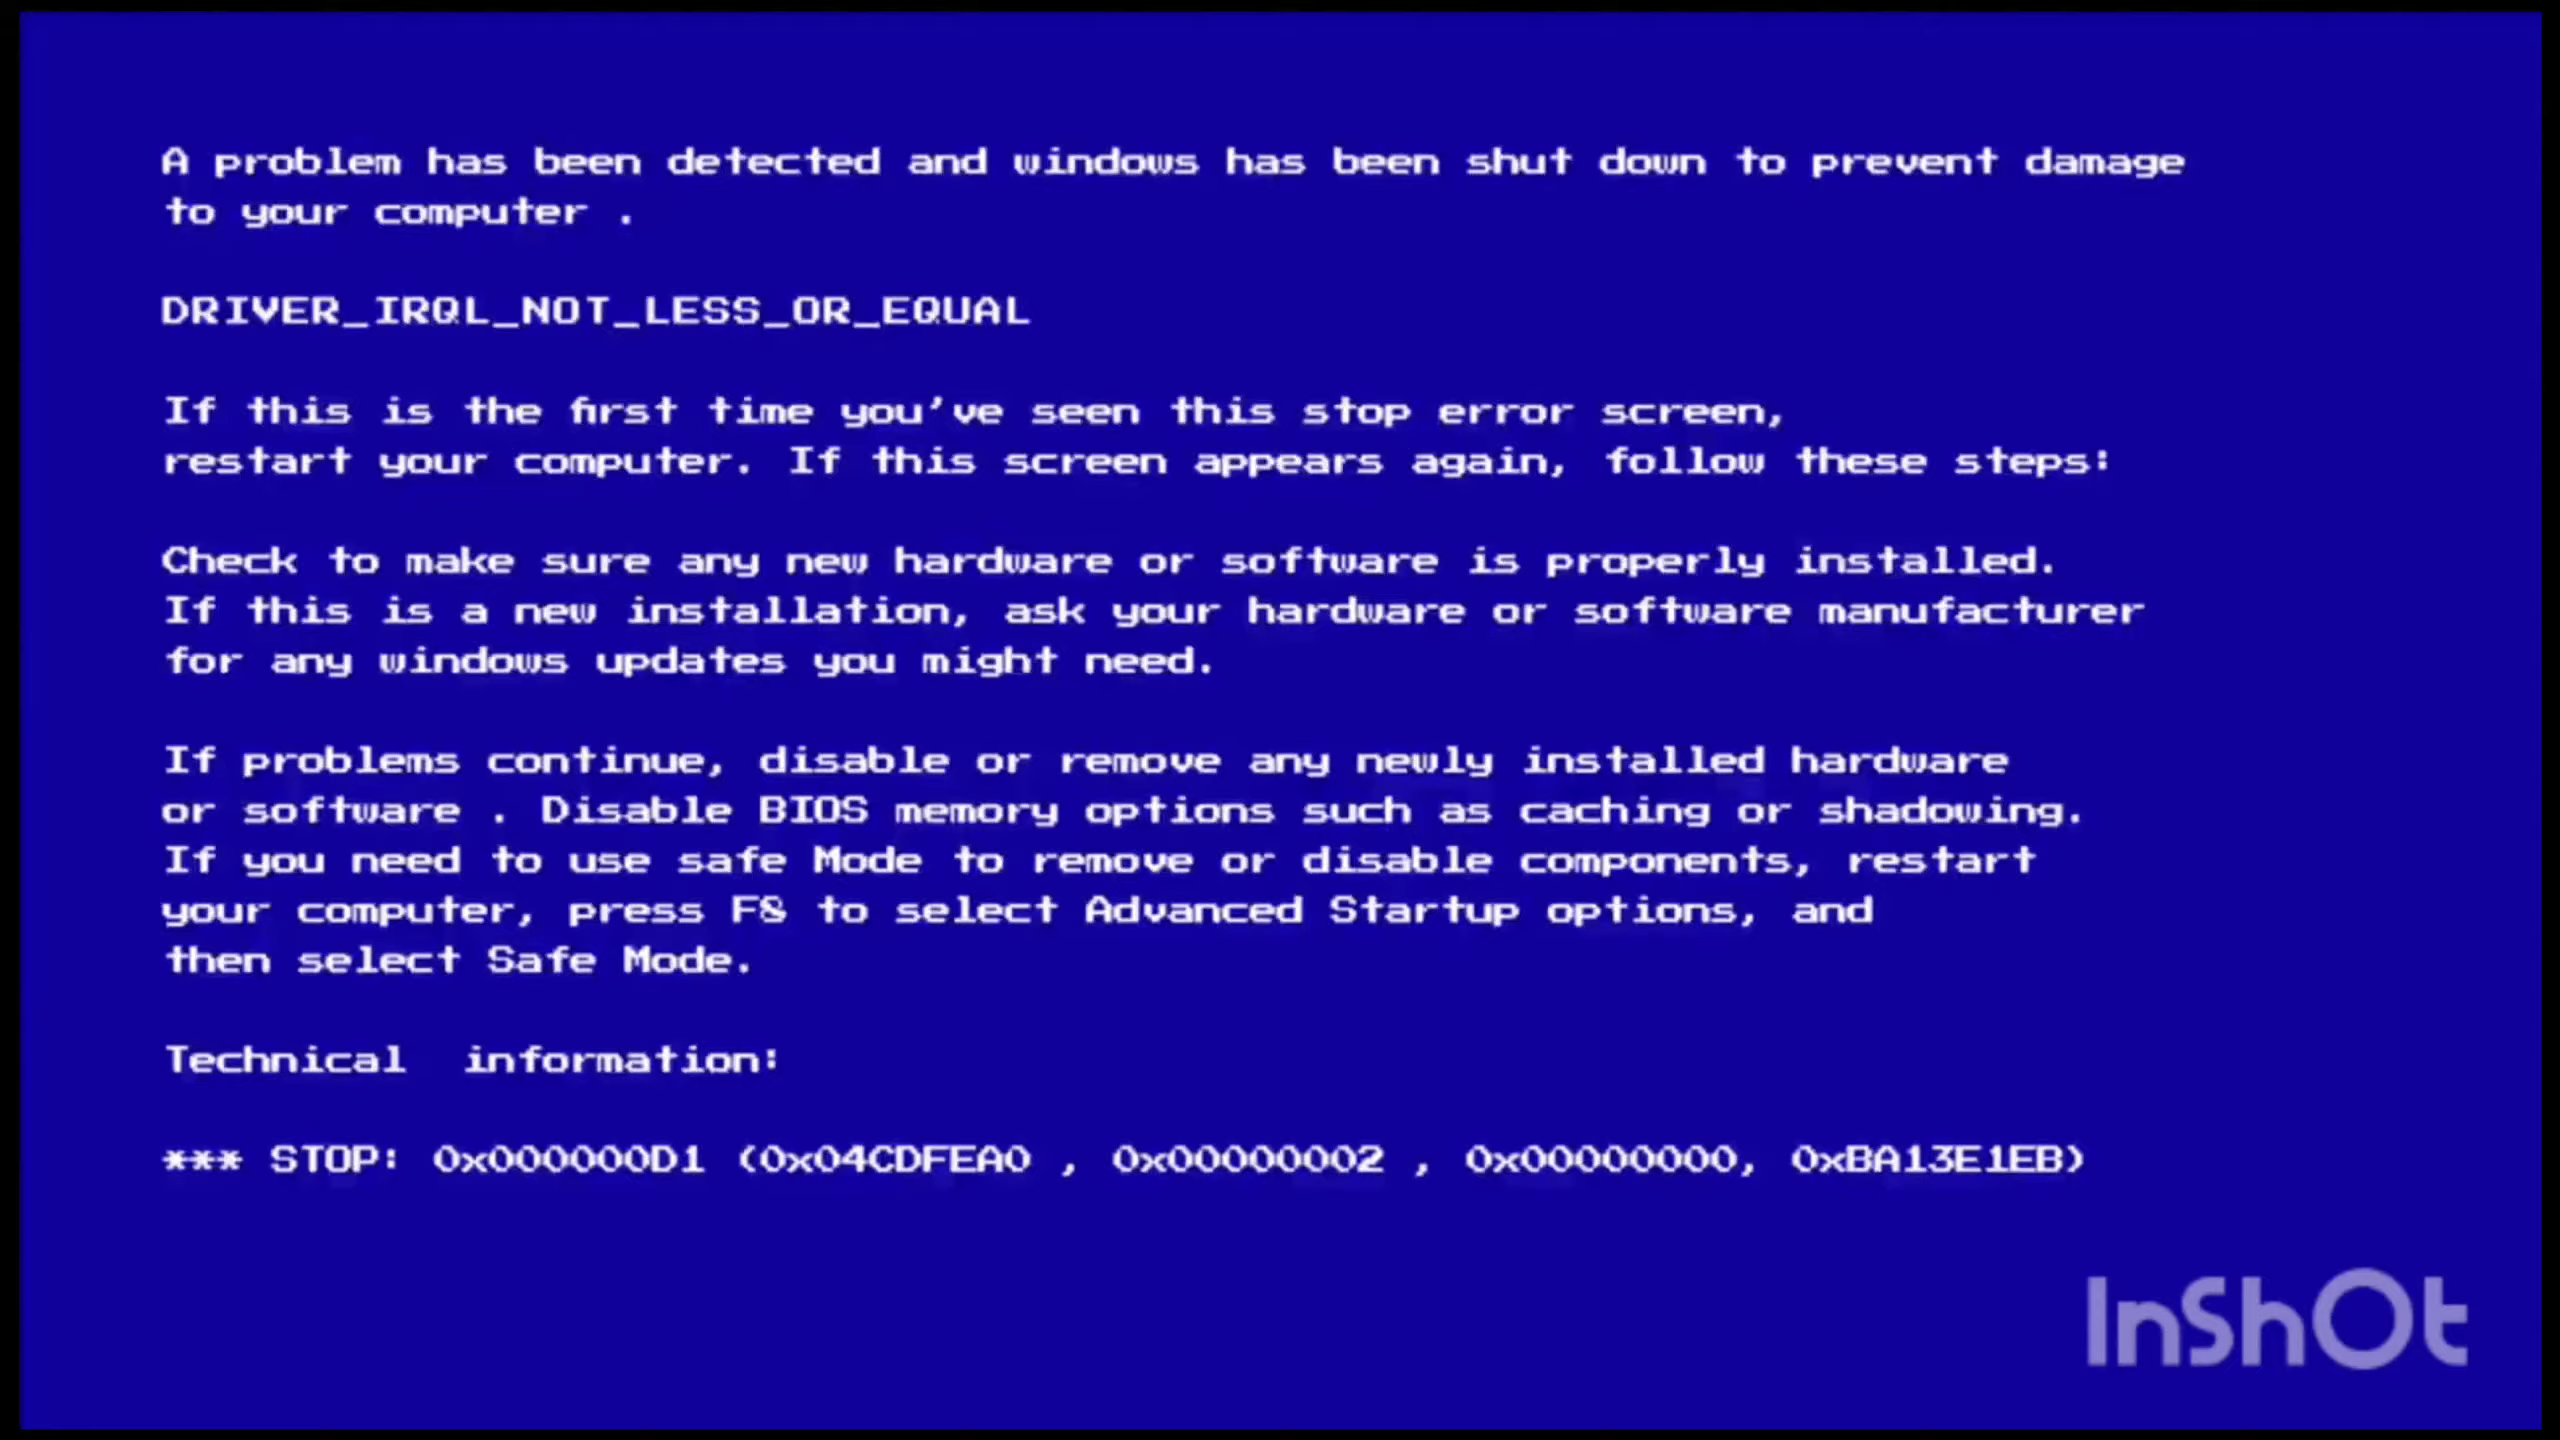 A problem has been detected and windows has been shut down to prevent damage
to your computer .
DRIVER_IRQL_NOT_LESS_OR_EQUAL
If this is the first time you've seen this stop error screen,
restart your computer. If this screen appears again, follow these steps:
Check to make sure any new hardware or software is properly installed.
If this is a new installation, ask your hardware or software manufacturer
for any windows updates you might need.
If problems continue, disable or remove any newly installed hardware
or software . Disable BIOS memory options such as caching or shadowing.
If you need to use safe Mode to remove or disable components, restart
your computer, press F8 to select Advanced Startup options, and
then select Safe Mode.
Technical  information:
*** STOP: 0x000000D1 (0x04CDFEA0 , 0x00000002 , 0x00000000, 0xBA13E1EB)
InShOt